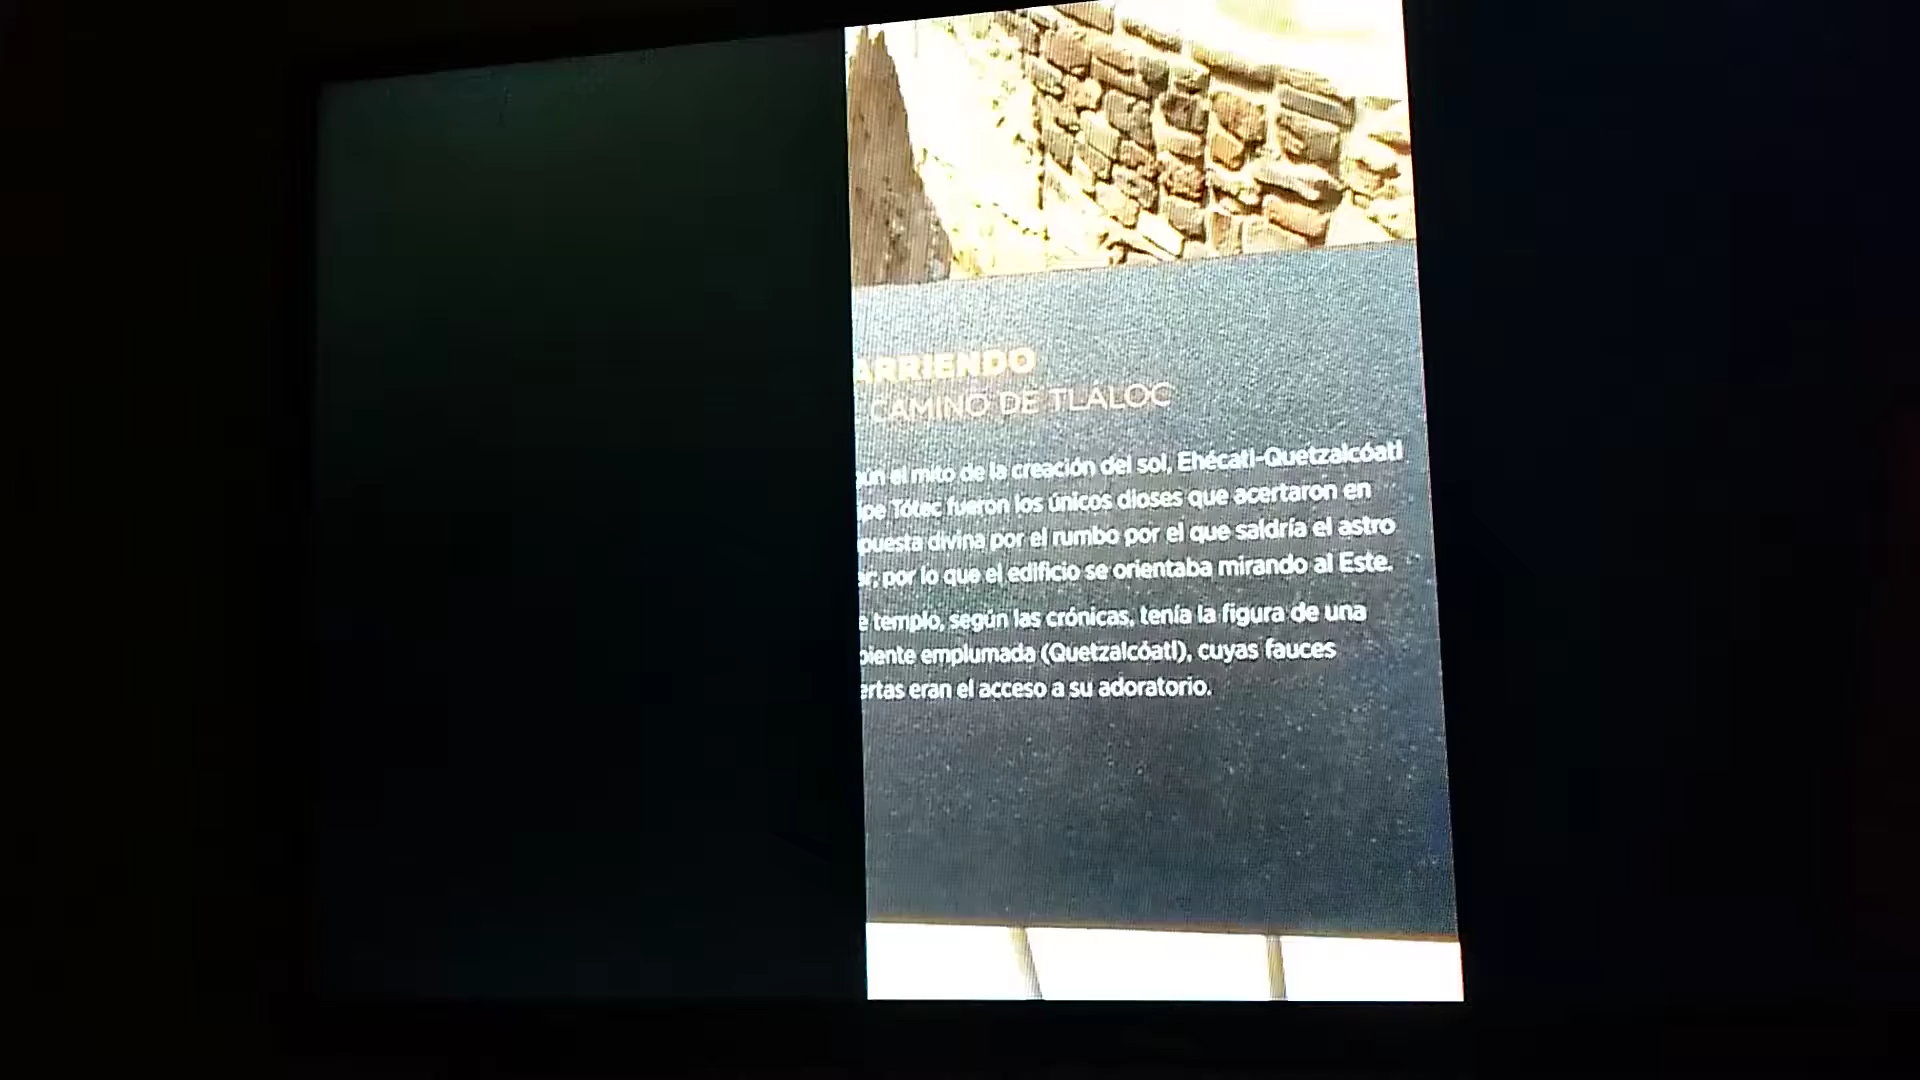 ARRIENDO
CAMINO DE TLÁLOC
ún el mito de la creación del sol, Ehécatl-Quetzalcóatl
pe Tótec fueron los únicos dioses que acertaron en
puesta divina por el rumbo por el que saldría el astro
ar; por lo que el edificio se orientaba mirando al Este.
e templo, según las crónicas, tenía la figura de una
piente emplumada (Quetzalcóatl), cuyas fauces
ertas eran el acceso a su adoratorio.